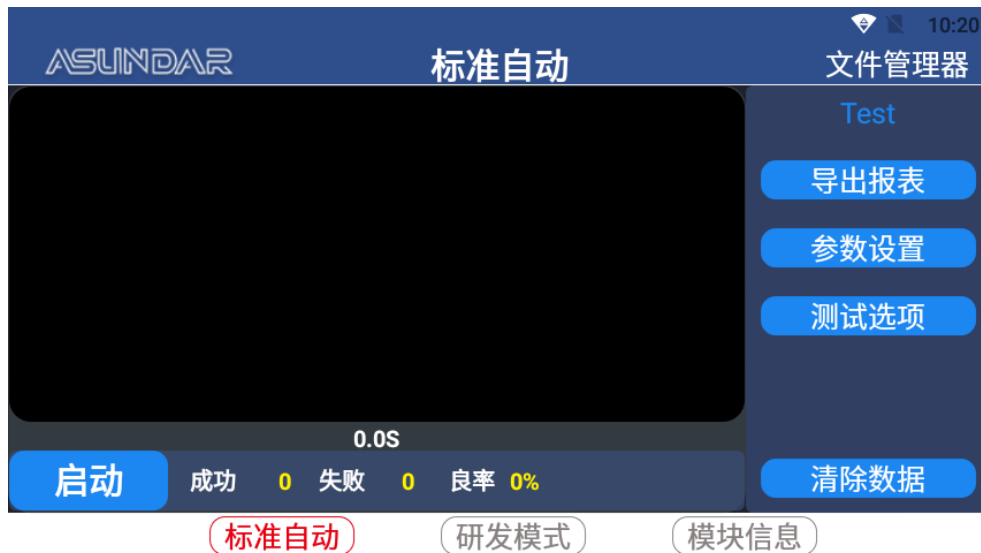 10:20
ASUNDAR
标准自动
文件管理器
Test
导出报表
参数设置
测试选项
0.0S
启动 成功 0 失败 0 良率 0%
清除数据
标准自动 研发模式 模块信息